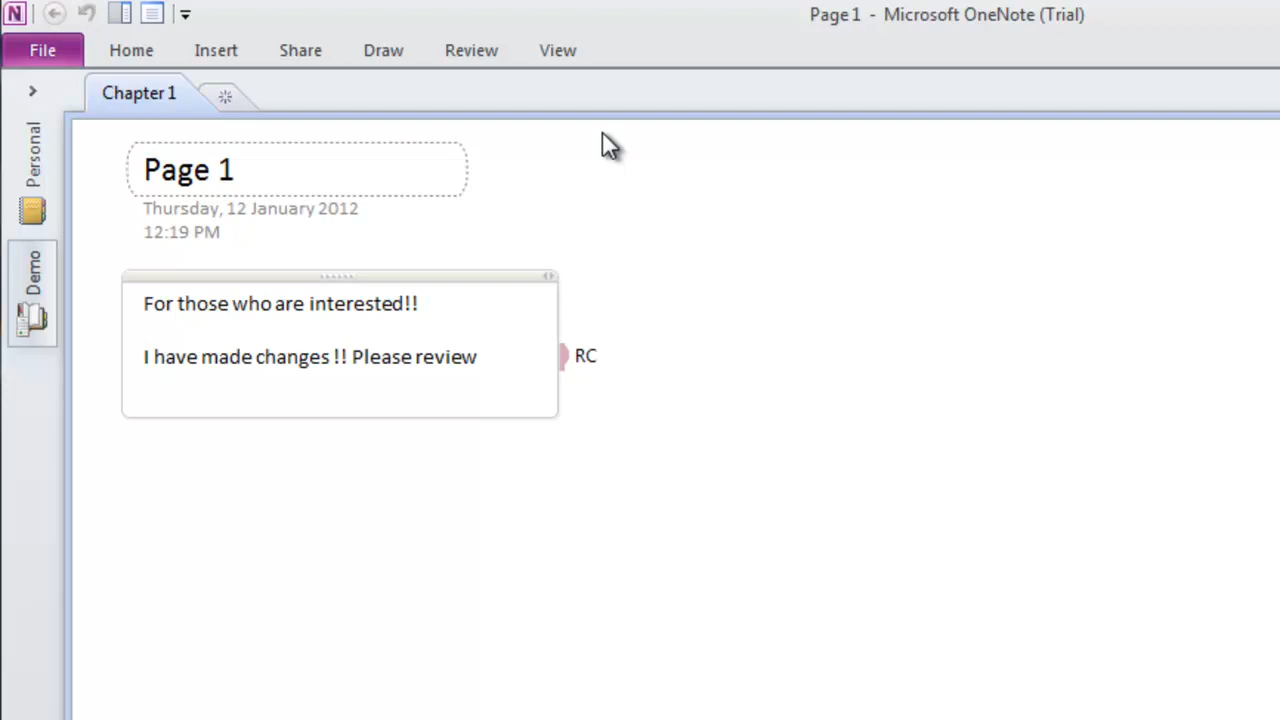 Page 1 - Microsoft OneNote (Trial)
File Home Insert Share Draw Review View
Chapter 1
Personal
Demo
Page 1
Thursday, 12 January 2012
12:19 PM
For those who are interested!!
I have made changes !! Please review
RC